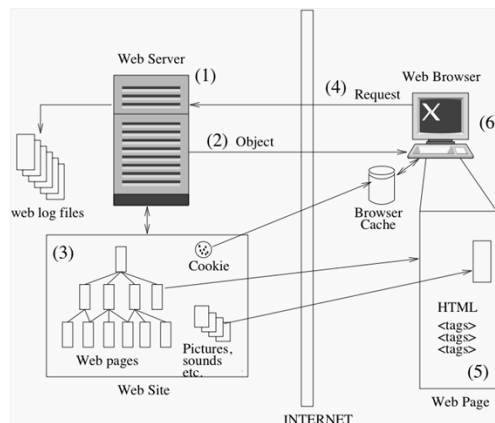 Web Server
(1)
(4)
Request
Web Browser
X
(6)
(2) Object
web log files
Browser
Cache
(3)
Cookie
Web pages
Pictures,
sounds
etc.
Web Site
HTML
<tags>
<tags>
<tags>
(5)
Web Page
INTERNET